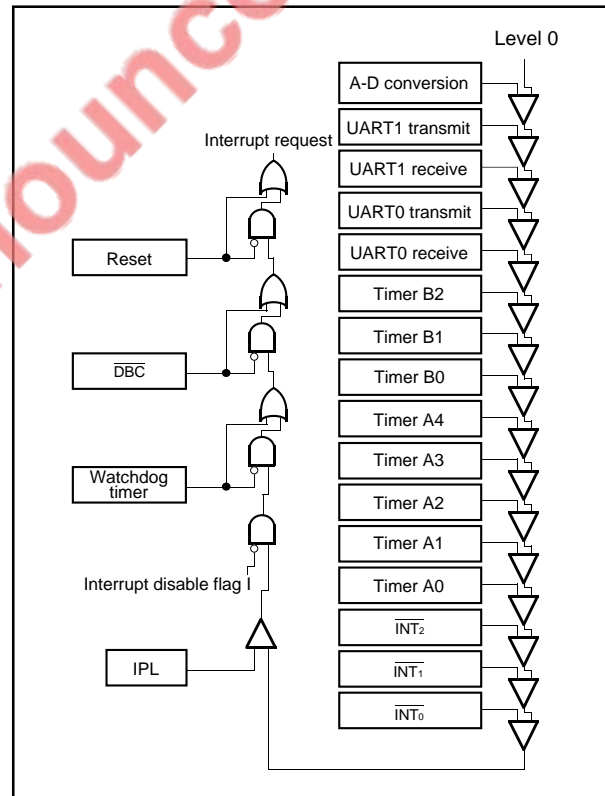 Level 0
A-D conversion
UART1 transmit
Interrupt request
UART1 receive
UART0 transmit
Reset
UART0 receive
Timer B2
Timer B1
DBC
Timer B0
Timer A4
Timer A3
Watchdog
timer
Timer A2
Timer A1
Interrupt disable flag I
Timer A0
INT2
IPL
INT1
INT0